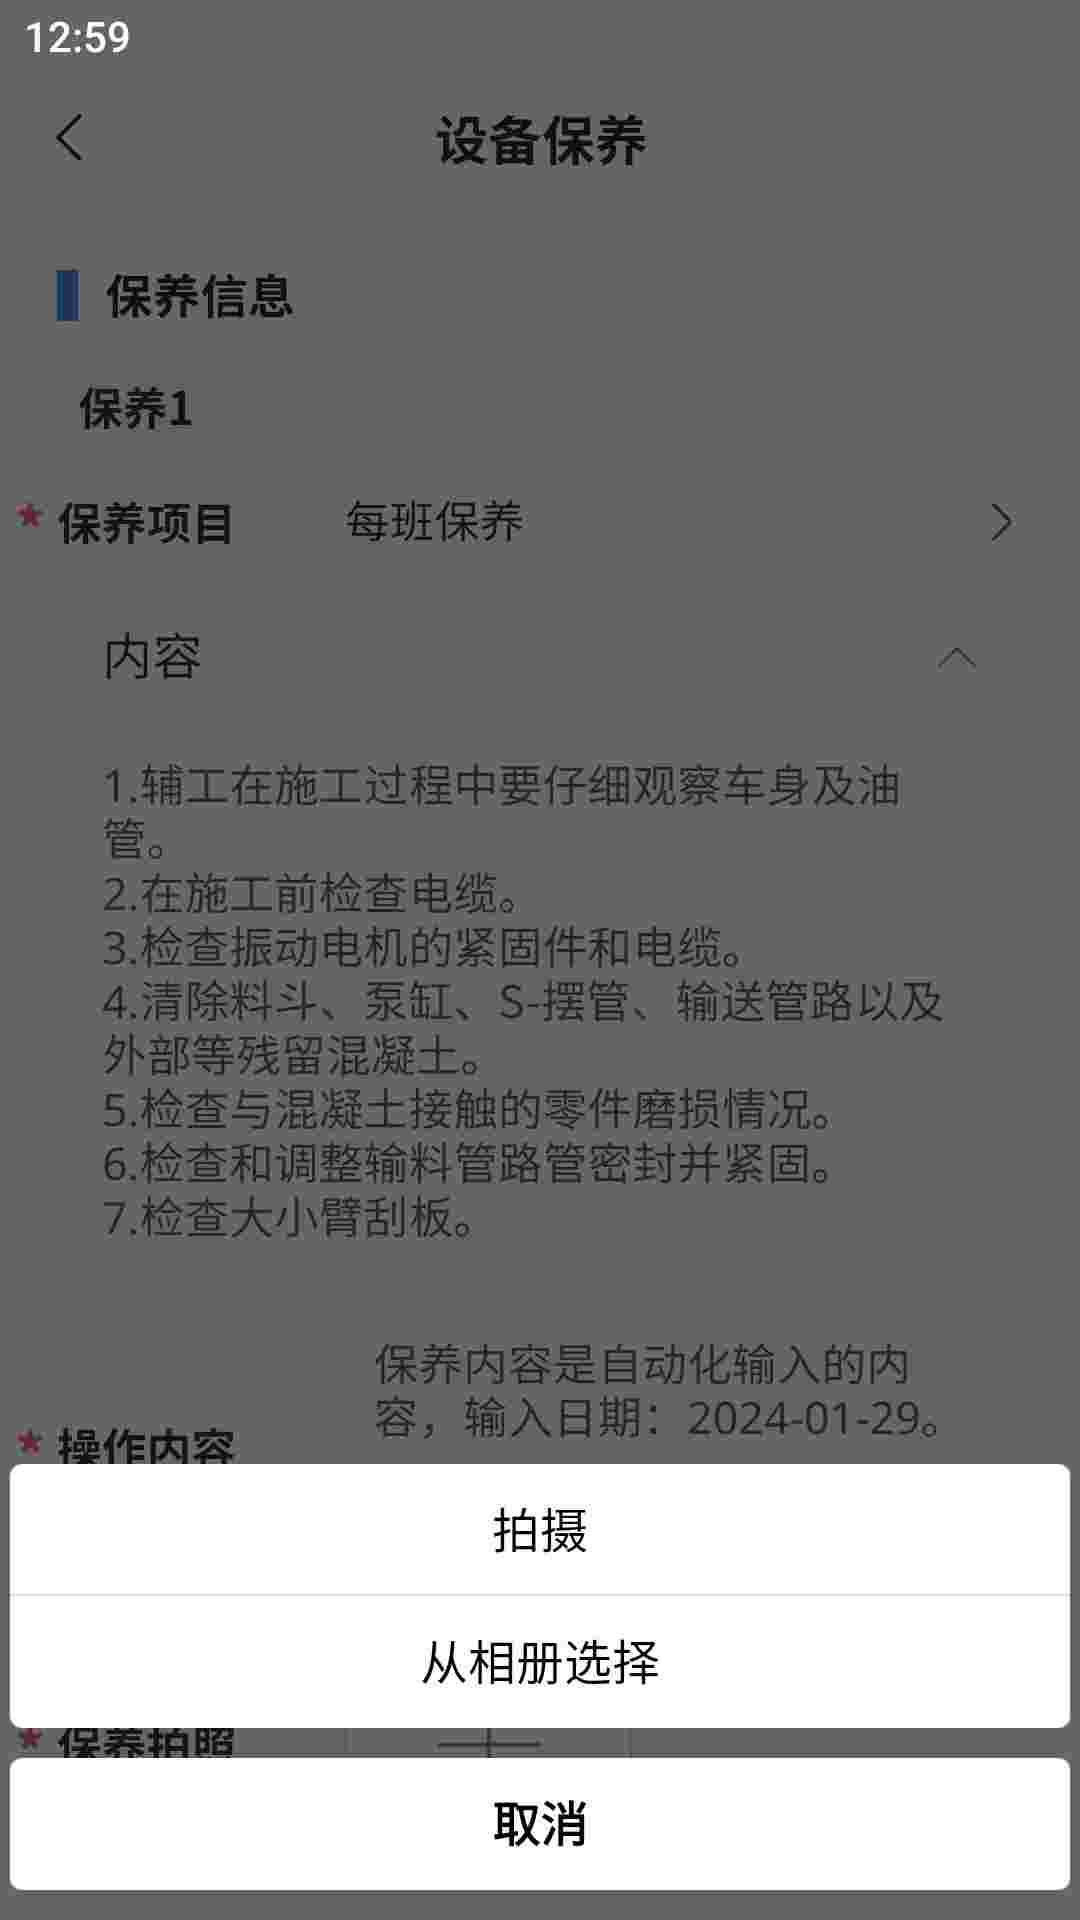 12:59
设备保养
保养信息
保养1
* 保养项目 每班保养
内容
1.辅工在施工过程中要仔细观察车身及油
管。
2.在施工前检查电缆。
3.检查振动电机的紧固件和电缆。
4.清除料斗、泵缸、S-摆管、输送管路以及
外部等残留混凝土。
5.检查与混凝土接触的零件磨损情况。
6.检查和调整输料管路管密封并紧固。
7.检查大小臂刮板。
保养内容是自动化输入的内
容，输入日期：2024-01-29。
* 操作内容
拍摄
从相册选择
* 保养拍照
取消